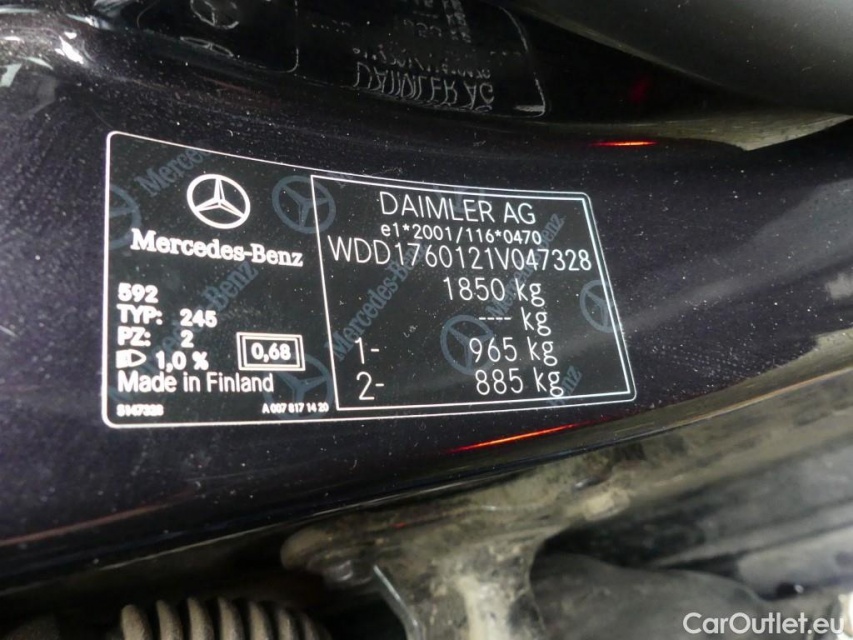 Mercedes-Benz
592
TYP: 245
PZ: 2
1,0 %
0,68
Made in Finland
A 007 817 14 20
DAIMLER AG
e1*2001/116*0470
WDD1760121V047328
1850 kg
---- kg
1- 965 kg
2- 885 kg
DAIMLER AG
CarOutlet.eu